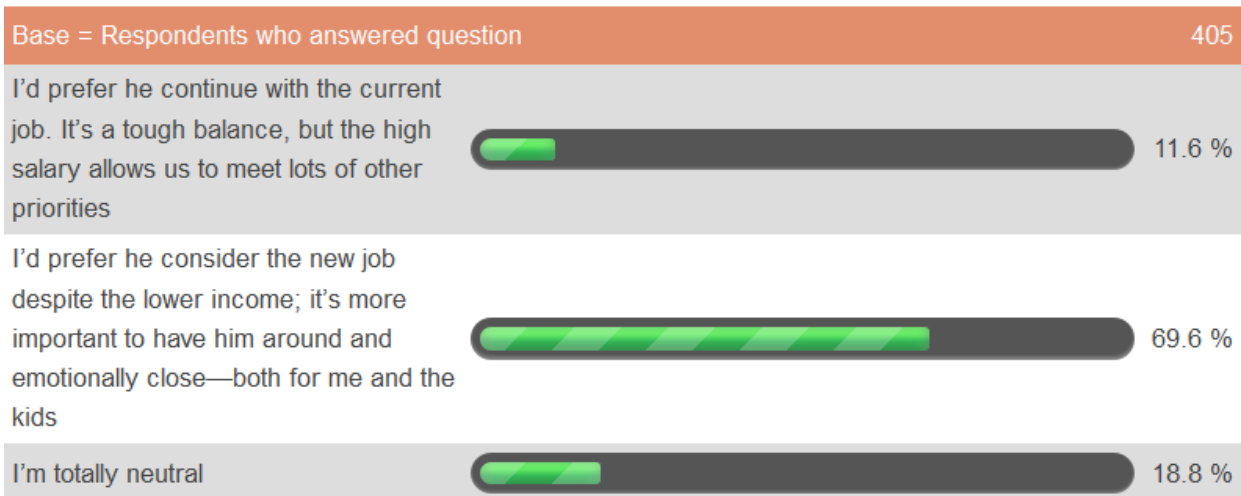 Base = Respondents who answered question 405
I’d prefer he continue with the current
job. It’s a tough balance, but the high
salary allows us to meet lots of other
priorities
11.6 %
I’d prefer he consider the new job
despite the lower income; it’s more
important to have him around and
emotionally close—both for me and the
kids
69.6 %
I’m totally neutral 18.8 %